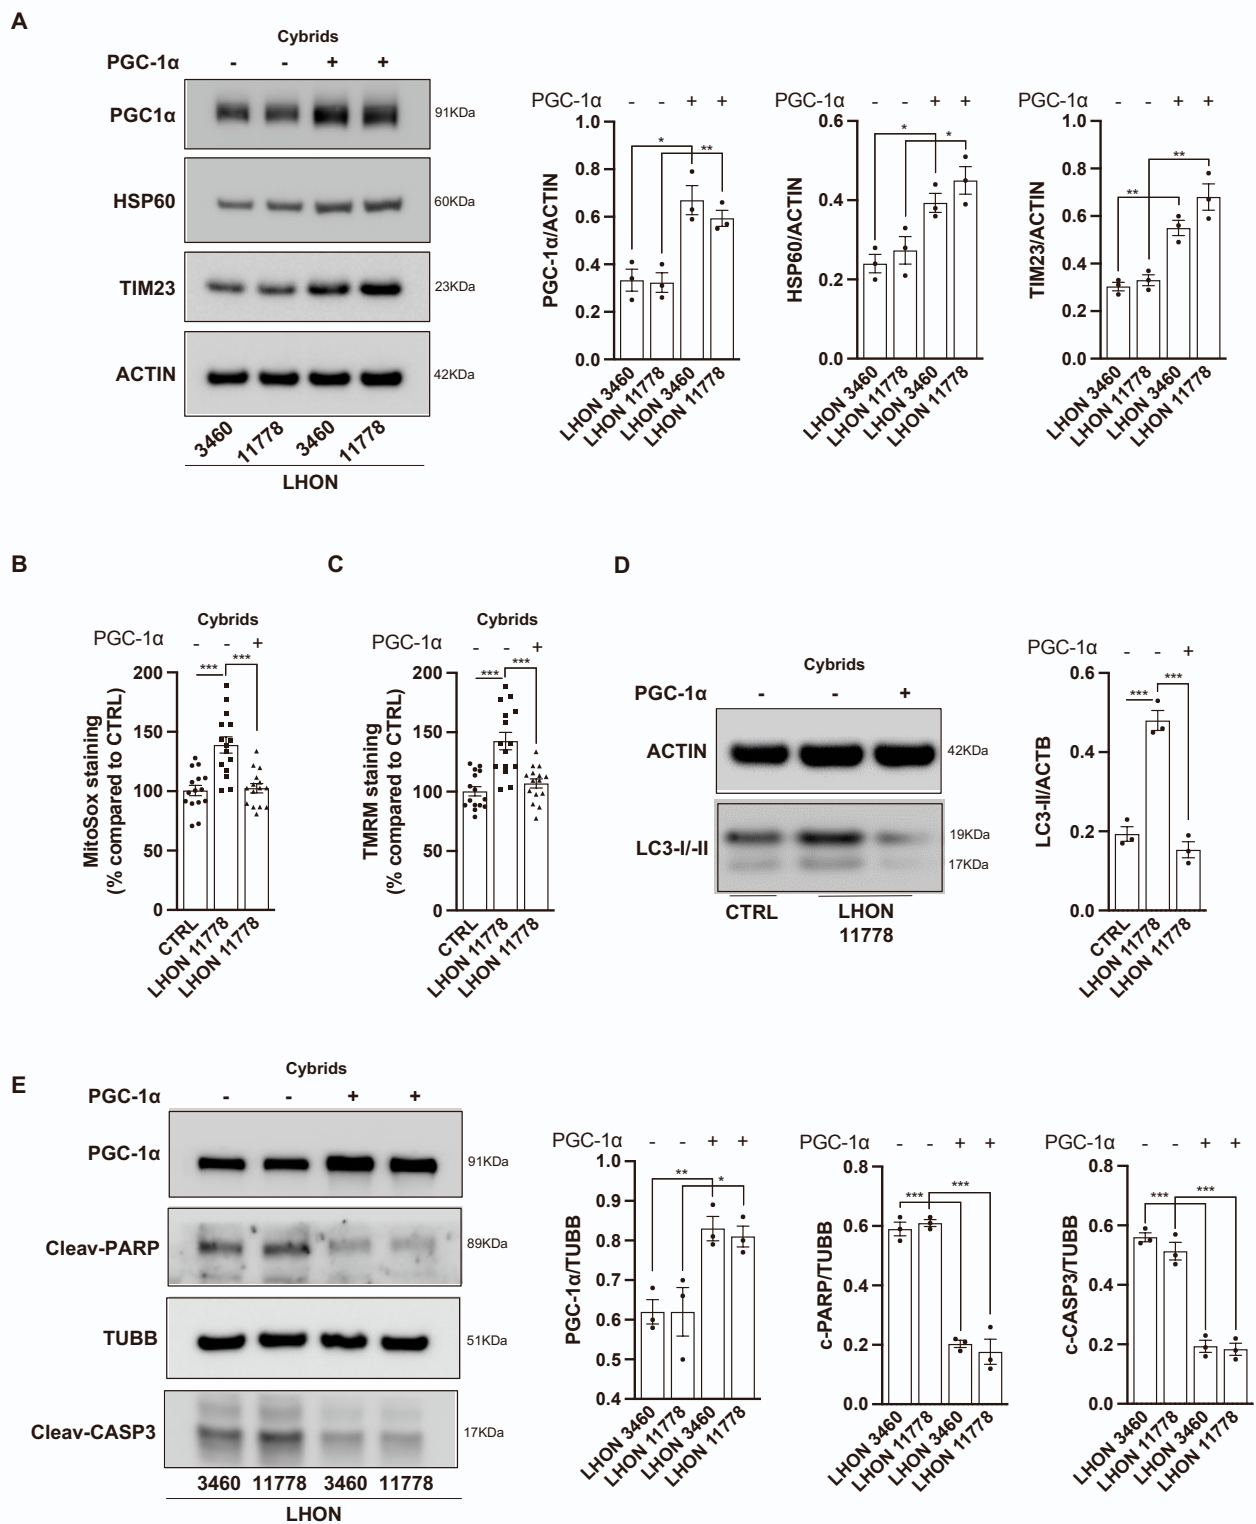 A
Cybrids
PGC-1α - - + +
PGC1α 91KDa
HSP60 60KDa
TIM23 23KDa
ACTIN 42KDa
3460 11778 3460 11778
LHON
PGC-1α - - + +
PGC-1α/ACTIN
1.0
0.8
0.6
0.4
0.2
0.0
* **
LHON 3460
LHON 11778
LHON 3460
LHON 11778
PGC-1α - - + +
HSP60/ACTIN
0.6
0.4
0.2
0.0
* *
LHON 3460
LHON 11778
LHON 3460
LHON 11778
PGC-1α - - + +
TIM23/ACTIN
1.0
0.8
0.6
0.4
0.2
0.0
** **
LHON 3460
LHON 11778
LHON 3460
LHON 11778
B
Cybrids
PGC-1α - - +
MitoSox staining
(% compared to CTRL)
200
150
100
50
0
*** ***
CTRL
LHON 11778
LHON 11778
C
Cybrids
PGC-1α - - +
TMRM staining
(% compared to CTRL)
200
150
100
50
0
*** ***
CTRL
LHON 11778
LHON 11778
D
Cybrids
PGC-1α - - +
ACTIN 42KDa
LC3-I/-II 19KDa
17KDa
CTRL LHON
11778
PGC-1α - - +
LC3-II/ACTB
0.6
0.4
0.2
0.0
*** ***
CTRL
LHON 11778
LHON 11778
E
Cybrids
PGC-1α - - + +
PGC-1α 91KDa
Cleav-PARP 89KDa
TUBB 51KDa
Cleav-CASP3 17KDa
3460 11778 3460 11778
LHON
PGC-1α - - + +
PGC-1α/TUBB
1.0
0.9
0.8
0.7
0.6
0.5
0.4
** *
LHON 3460
LHON 11778
LHON 3460
LHON 11778
PGC-1α - - + +
c-PARP/TUBB
0.8
0.6
0.4
0.2
0.0
*** ***
LHON 3460
LHON 11778
LHON 3460
LHON 11778
PGC-1α - - + +
c-CASP3/TUBB
0.8
0.6
0.4
0.2
0.0
*** ***
LHON 3460
LHON 11778
LHON 3460
LHON 11778